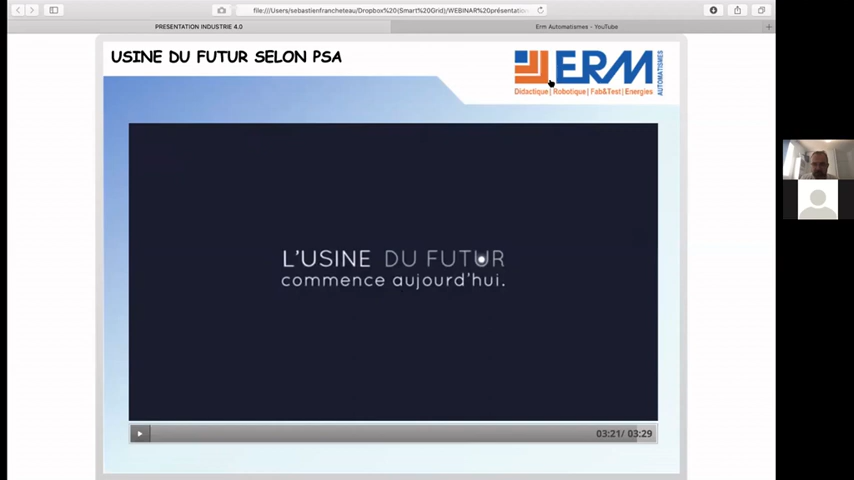 file:///Users/sebastienfrancheteau/Dropbox%20(Smart%20Grid)/WEBINAR%20présentation
PRESENTATION INDUSTRIE 4.0
Erm Automatismes - YouTube
USINE DU FUTUR SELON PSA
ERM
AUTOMATISMES
Didactique | Robotique | Fab&Test | Energies
L'USINE DU FUTUR
commence aujourd'hui.
03:21/ 03:29